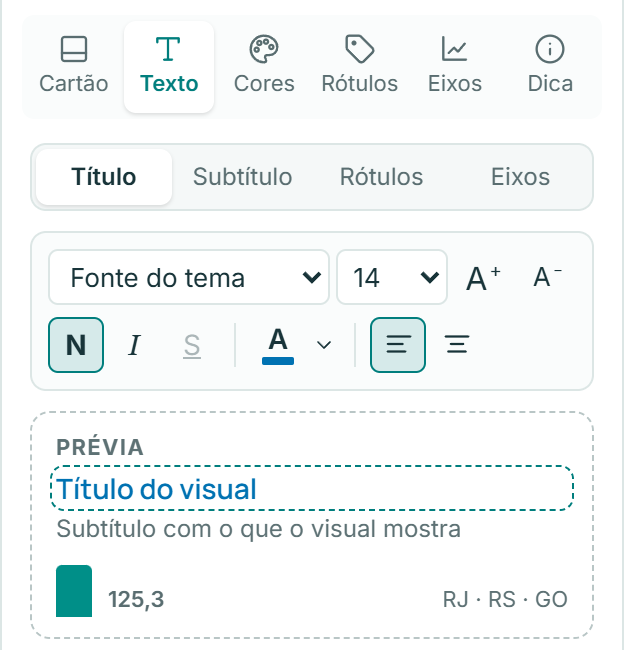 Cartão Texto Cores Rótulos Eixos Dica
Título Subtítulo Rótulos Eixos
Fonte do tema 14 A+ A−
N I S A
PRÉVIA
Título do visual
Subtítulo com o que o visual mostra
125,3 RJ · RS · GO